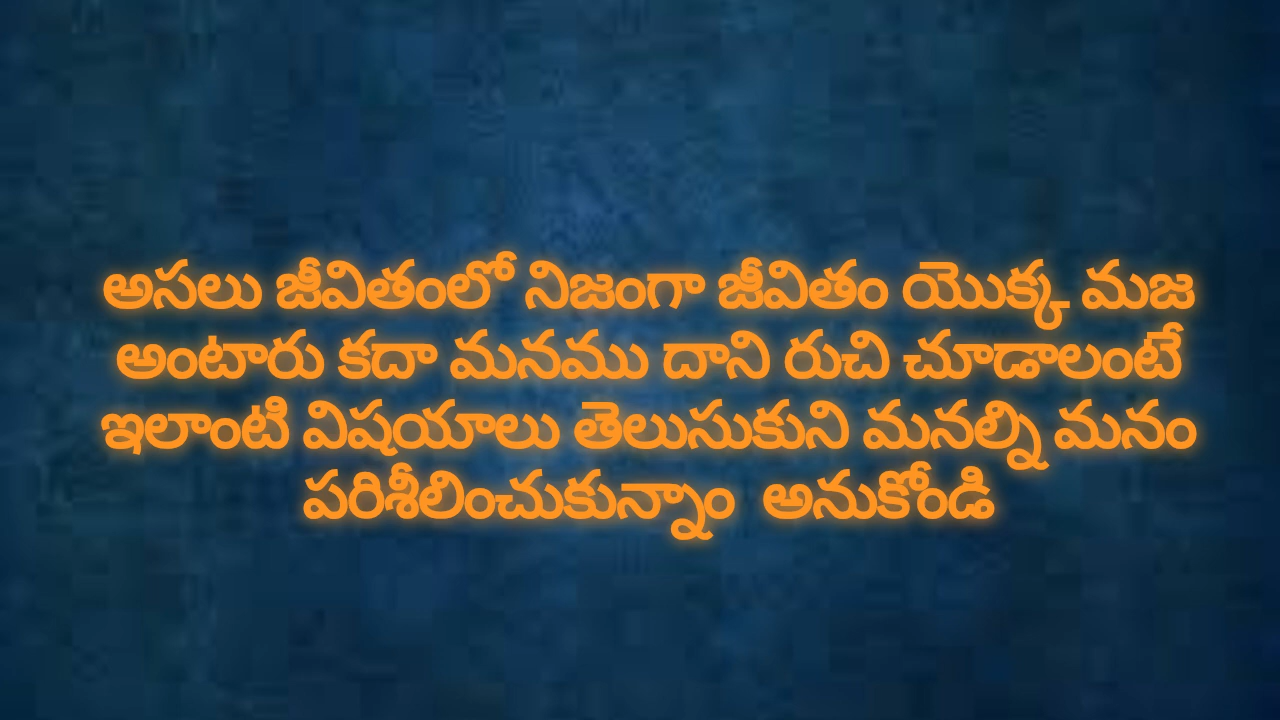 అసలు జీవితంలో నిజంగా జీవితం యొక్క మజ
అంటారు కదా మనము దాని రుచి చూడాలంటే
ఇలాంటి విషయాలు తెలుసుకుని మనల్ని మనం
పరిశీలించుకున్నాం అనుకోండి